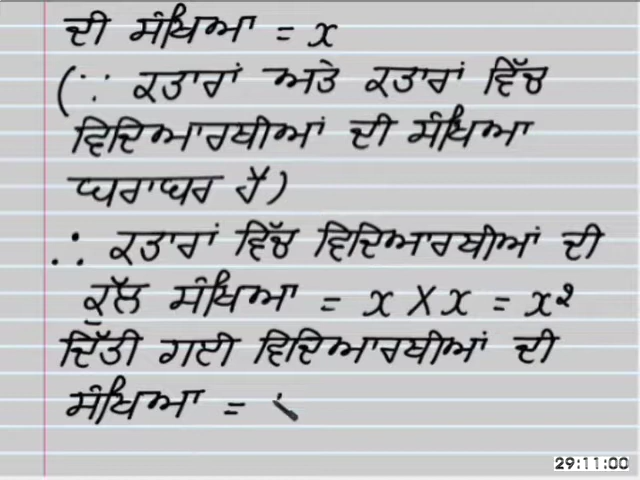 ਦੀ ਸੰਖਿਆ = x
(∵ ਕਤਾਰਾਂ ਅਤੇ ਕਤਾਰਾਂ ਵਿੱਚ
ਵਿਦਿਆਰਥੀਆਂ ਦੀ ਸੰਖਿਆ
ਬਰਾਬਰ ਹੈ)
∴ ਕਤਾਰਾਂ ਵਿੱਚ ਵਿਦਿਆਰਥੀਆਂ ਦੀ
ਕੁੱਲ ਸੰਖਿਆ = x X x = x²
ਦਿੱਤੀ ਗਈ ਵਿਦਿਆਰਥੀਆਂ ਦੀ
ਸੰਖਿਆ =
29:11:00